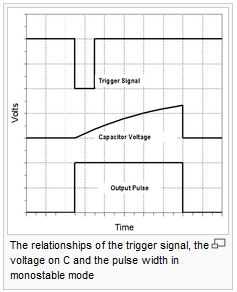 Trigger Signal
Volts
Capacitor Voltage
Output Pulse
Time
The relationships of the trigger signal, the
voltage on C and the pulse width in
monostable mode